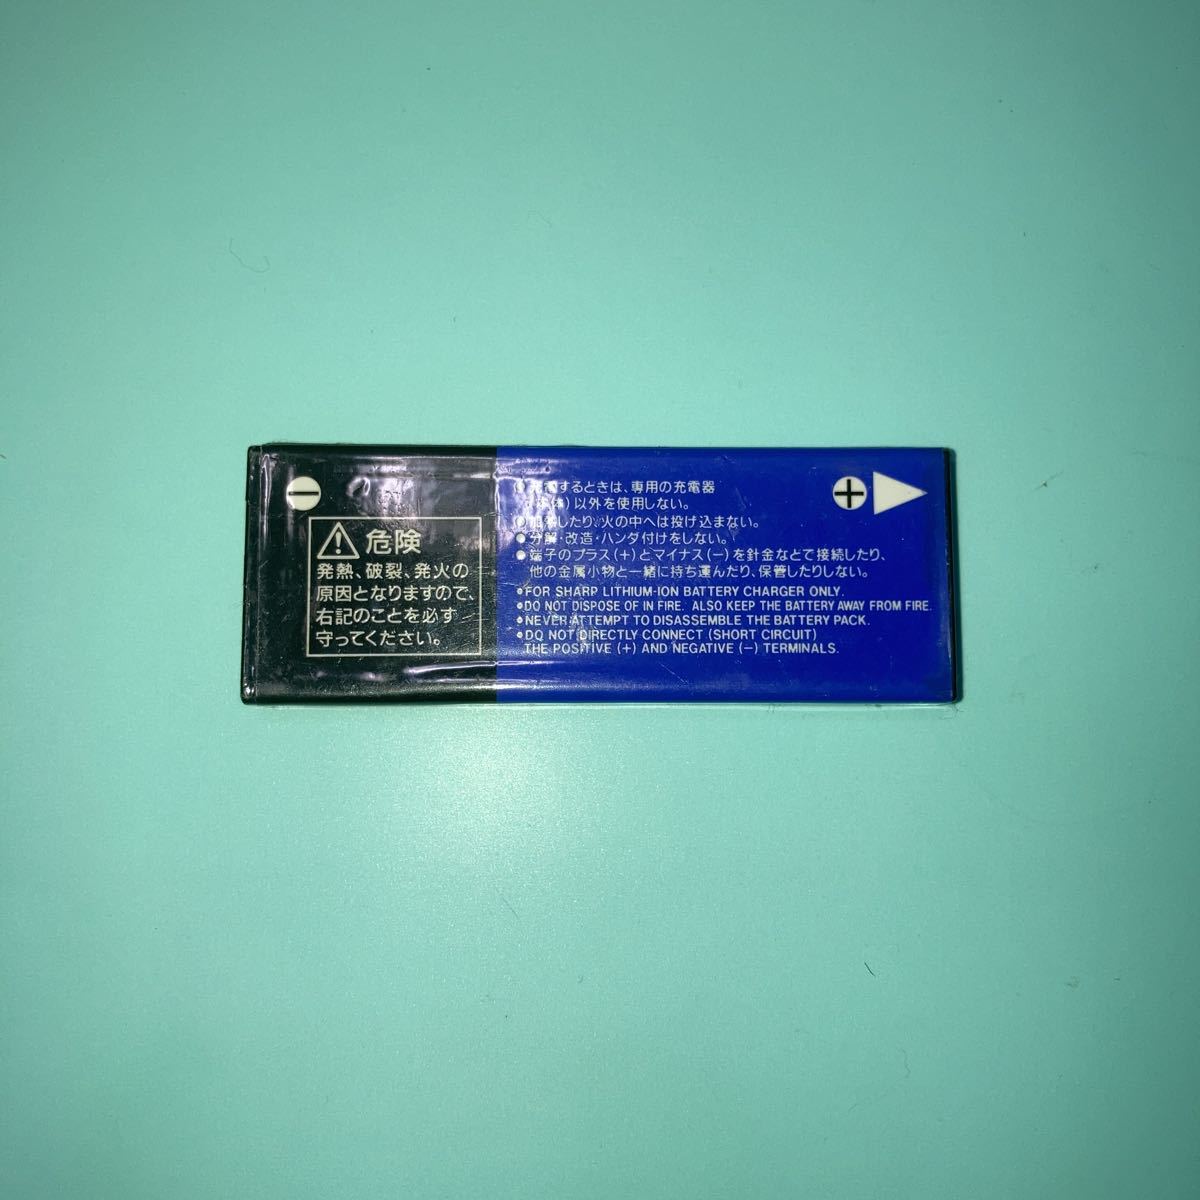 ⊖
⚠危険
発熱、破裂、発火の
原因となりますので、
右記のことを必ず
守ってください。
するときは、専用の充電器
以外を使用しない。
したり、火の中へは投げ込まない。
●分解・改造・ハンダ付けをしない。
●端子のプラス(+)とマイナス(−)を針金などで接続したり、
他の金属小物と一緒に持ち運んだり、保管したりしない。
•FOR SHARP LITHIUM-ION BATTERY CHARGER ONLY.
•DO NOT DISPOSE OF IN FIRE. ALSO KEEP THE BATTERY AWAY FROM FIRE.
•NEVER ATTEMPT TO DISASSEMBLE THE BATTERY PACK.
•DO NOT DIRECTLY CONNECT (SHORT CIRCUIT)
THE POSITIVE (+) AND NEGATIVE (−) TERMINALS.
⊕